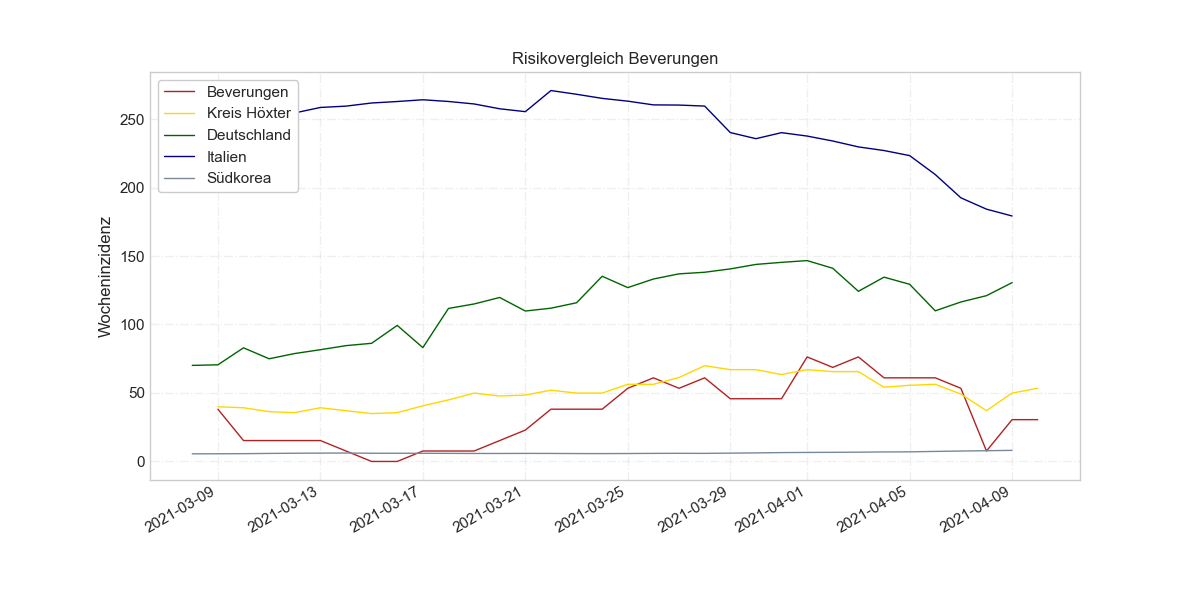 Risikovergleich Beverungen
Beverungen
Kreis Höxter
Deutschland
Italien
Südkorea
Wocheninzidenz
250
200
150
100
50
0
2021-03-09
2021-03-13
2021-03-17
2021-03-21
2021-03-25
2021-03-29
2021-04-01
2021-04-05
2021-04-09